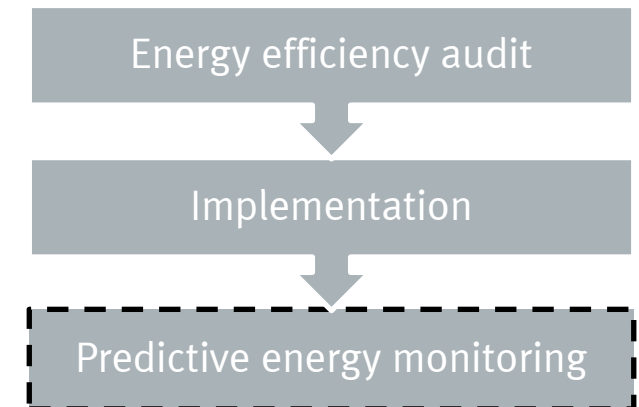 Energy efficiency audit
Implementation
Predictive energy monitoring